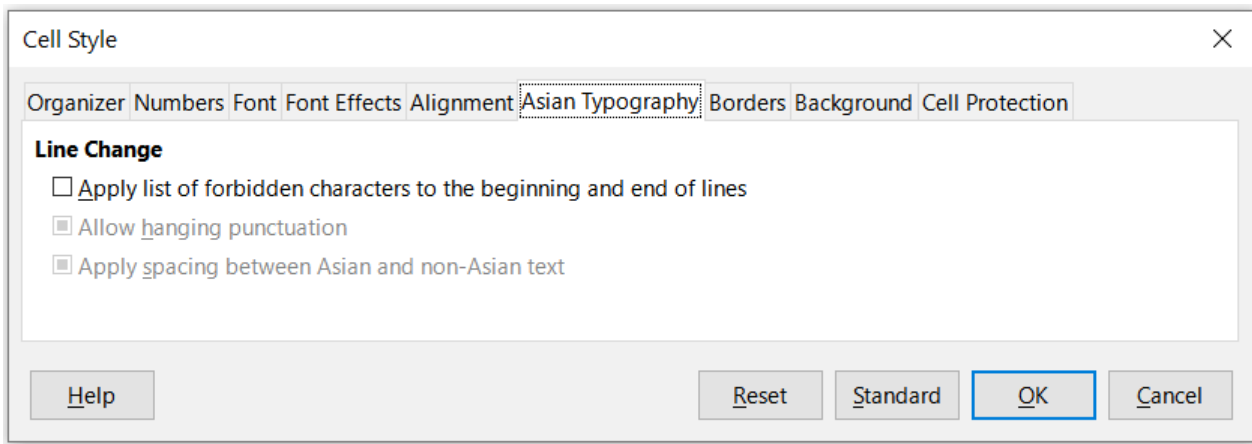 Cell Style
Organizer Numbers Font Font Effects Alignment Asian Typography Borders Background Cell Protection
Line Change
Apply list of forbidden characters to the beginning and end of lines
Allow hanging punctuation
Apply spacing between Asian and non-Asian text
Help Reset Standard OK Cancel